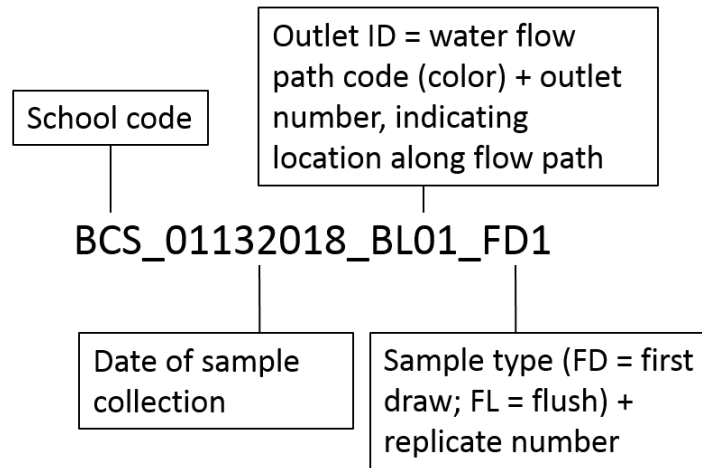 Outlet ID = water flow
path code (color) + outlet
number, indicating
location along flow path
School code
BCS_01132018_BL01_FD1
Date of sample
collection
Sample type (FD = first
draw; FL = flush) +
replicate number